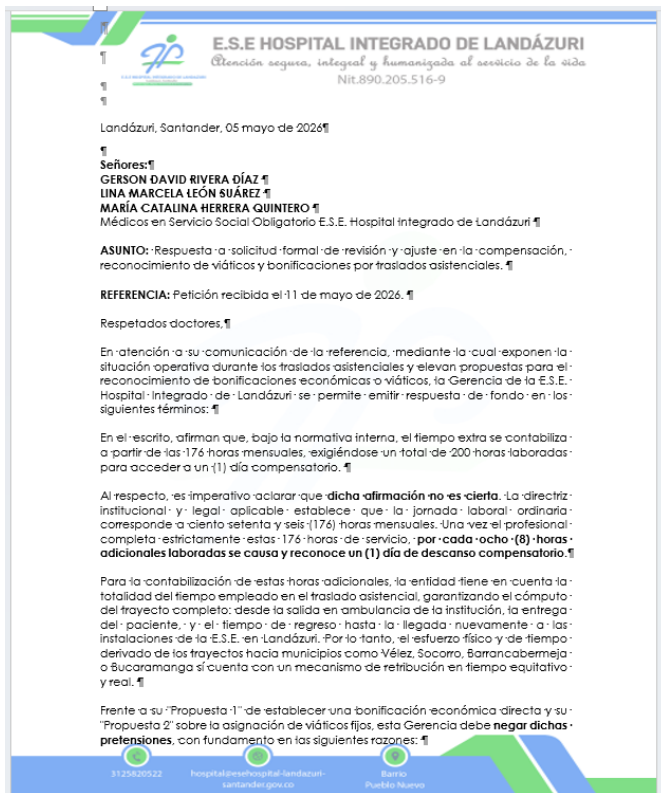 E.S.E HOSPITAL INTEGRADO DE LANDÁZURI
Atención segura, integral y humanizada al servicio de la vida
Nit.890.205.516-9
Landázuri, Santander, 05 mayo de 2026¶
¶
Señores:¶
GERSON DAVID RIVERA DÍAZ ¶
LINA MARCELA LEÓN SUÁREZ ¶
MARÍA CATALINA HERRERA QUINTERO ¶
Médicos en Servicio Social Obligatorio E.S.E. Hospital Integrado de Landázuri ¶
ASUNTO: Respuesta a solicitud formal de revisión y ajuste en la compensación,
reconocimiento de viáticos y bonificaciones por traslados asistenciales. ¶
REFERENCIA: Petición recibida el 11 de mayo de 2026. ¶
Respetados doctores,¶
En atención a su comunicación de la referencia, mediante la cual exponen la
situación operativa durante los traslados asistenciales y elevan propuestas para el
reconocimiento de bonificaciones económicas o viáticos, la Gerencia de la E.S.E.
Hospital Integrado de Landázuri se permite emitir respuesta de fondo en los
siguientes términos: ¶
En el escrito, afirman que, bajo la normativa interna, el tiempo extra se contabiliza
a partir de las 176 horas mensuales, exigiéndose un total de 200 horas laboradas
para acceder a un (1) día compensatorio. ¶
Al respecto, es imperativo aclarar que dicha afirmación no es cierta. La directriz
institucional y legal aplicable establece que la jornada laboral ordinaria
corresponde a ciento setenta y seis (176) horas mensuales. Una vez el profesional
completa estrictamente estas 176 horas de servicio, por cada ocho (8) horas
adicionales laboradas se causa y reconoce un (1) día de descanso compensatorio.¶
Para la contabilización de estas horas adicionales, la entidad tiene en cuenta la
totalidad del tiempo empleado en el traslado asistencial, garantizando el cómputo
del trayecto completo: desde la salida en ambulancia de la institución, la entrega
del paciente, y el tiempo de regreso hasta la llegada nuevamente a las
instalaciones de la E.S.E. en Landázuri. Por lo tanto, el esfuerzo físico y de tiempo
derivado de los trayectos hacia municipios como Vélez, Socorro, Barrancabermeja
o Bucaramanga sí cuenta con un mecanismo de retribución en tiempo equitativo
y real. ¶
Frente a su "Propuesta 1" de establecer una bonificación económica directa y su
"Propuesta 2" sobre la asignación de viáticos fijos, esta Gerencia debe negar dichas
pretensiones, con fundamento en las siguientes razones: ¶
3125820522
hospital@esehospital-landazuri-
santander.gov.co
Barrio
Pueblo Nuevo